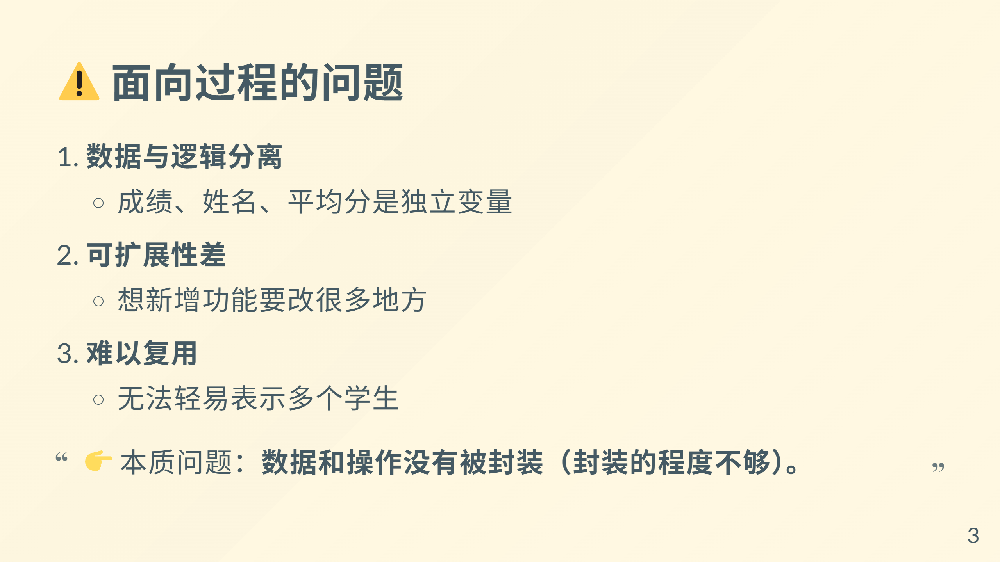 ⚠️ 面向过程的问题
1. 数据与逻辑分离
○ 成绩、姓名、平均分是独立变量
2. 可扩展性差
○ 想新增功能要改很多地方
3. 难以复用
○ 无法轻易表示多个学生
“ 👉 本质问题：数据和操作没有被封装（封装的程度不够）。 ”
3